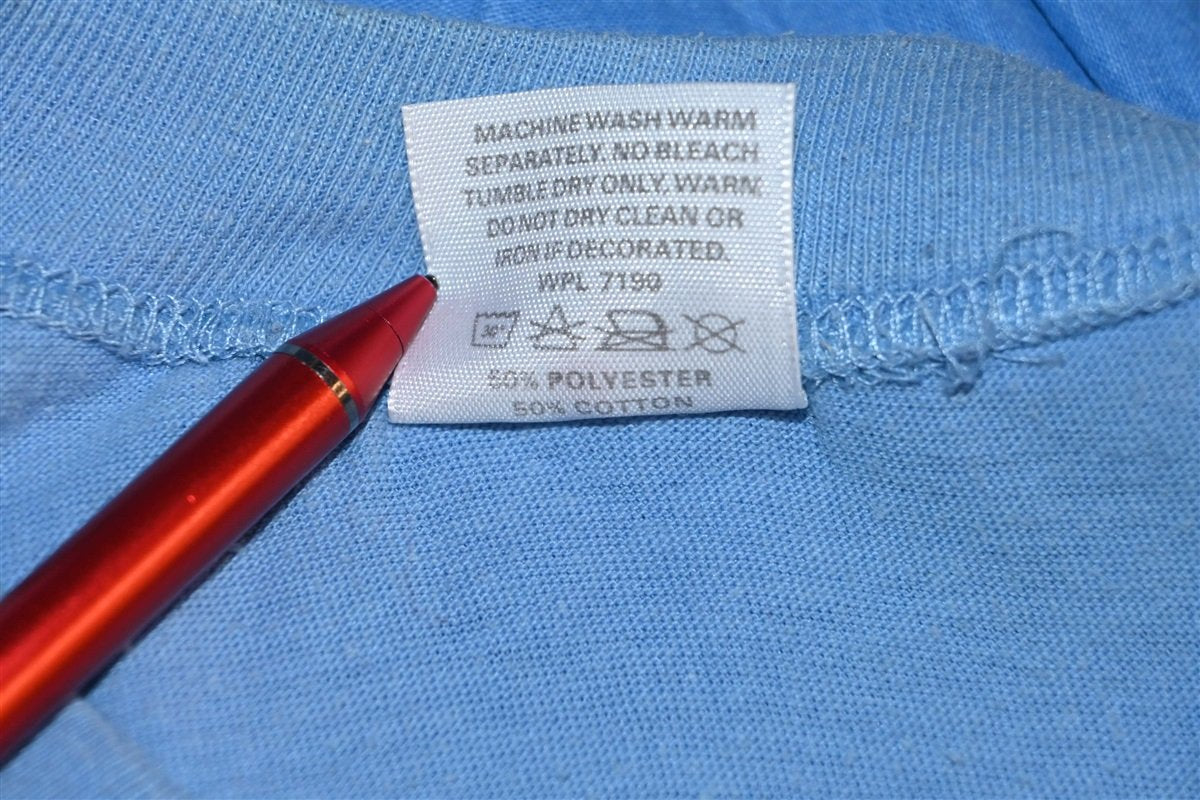 MACHINE WASH WARM
SEPARATELY. NO BLEACH
TUMBLE DRY ONLY. WARM.
DO NOT DRY CLEAN OR
IRON IF DECORATED.
WPL 7190
30°
50% POLYESTER
50% COTTON